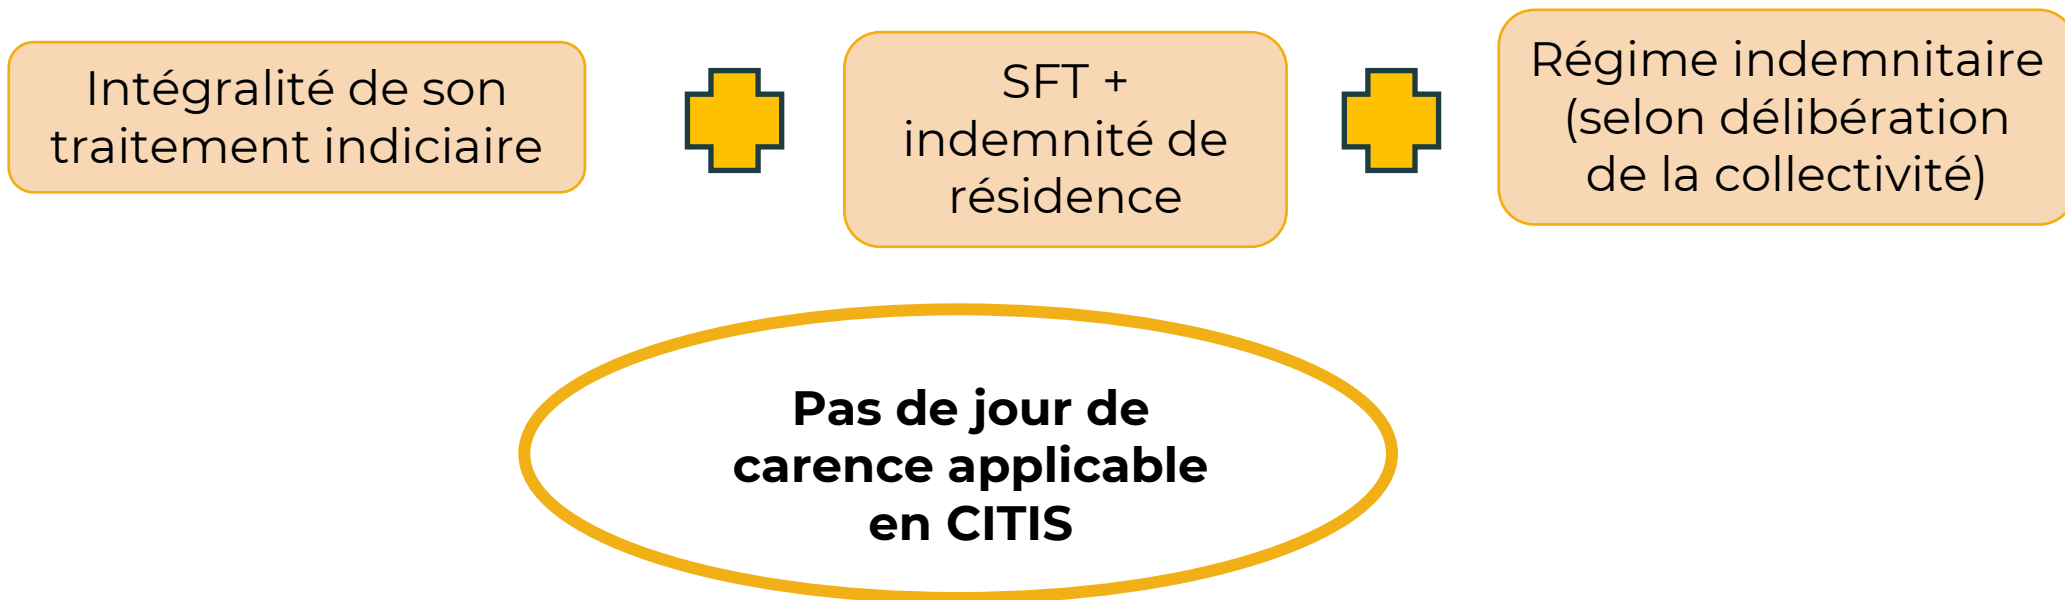 Intégralité de son
traitement indiciaire
SFT +
indemnité de
résidence
Régime indemnitaire
(selon délibération
de la collectivité)
Pas de jour de
carence applicable
en CITIS